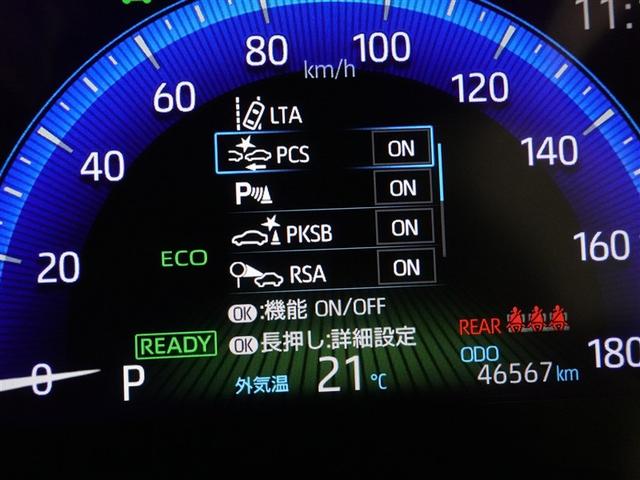 11:
80
100
km/h
60
120
LTA
40
PCS ON
140
P ON
PKSB ON
ECO
160
20
RSA ON
OK:機能 ON/OFF
REAR
READY
OK長押し:詳細設定
ODO
180
0
P
外気温 21℃
46567km